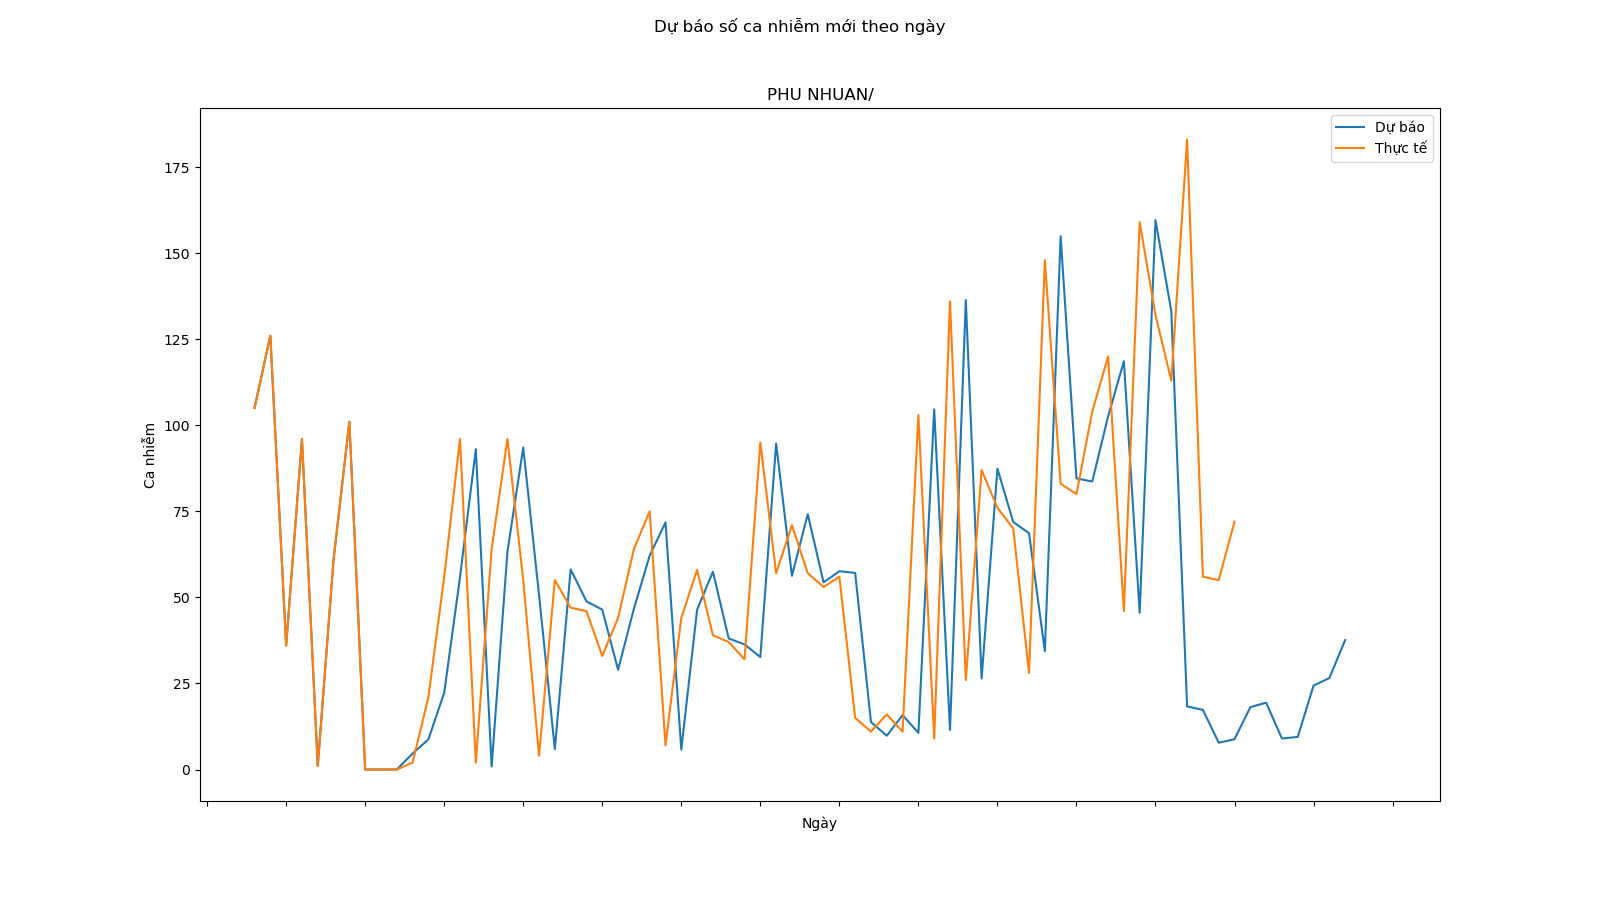 Dự báo số ca nhiễm mới theo ngày
PHU NHUAN/
Dự báo
Thực tế
175
150
125
100
75
50
25
0
Ca nhiễm
Ngày